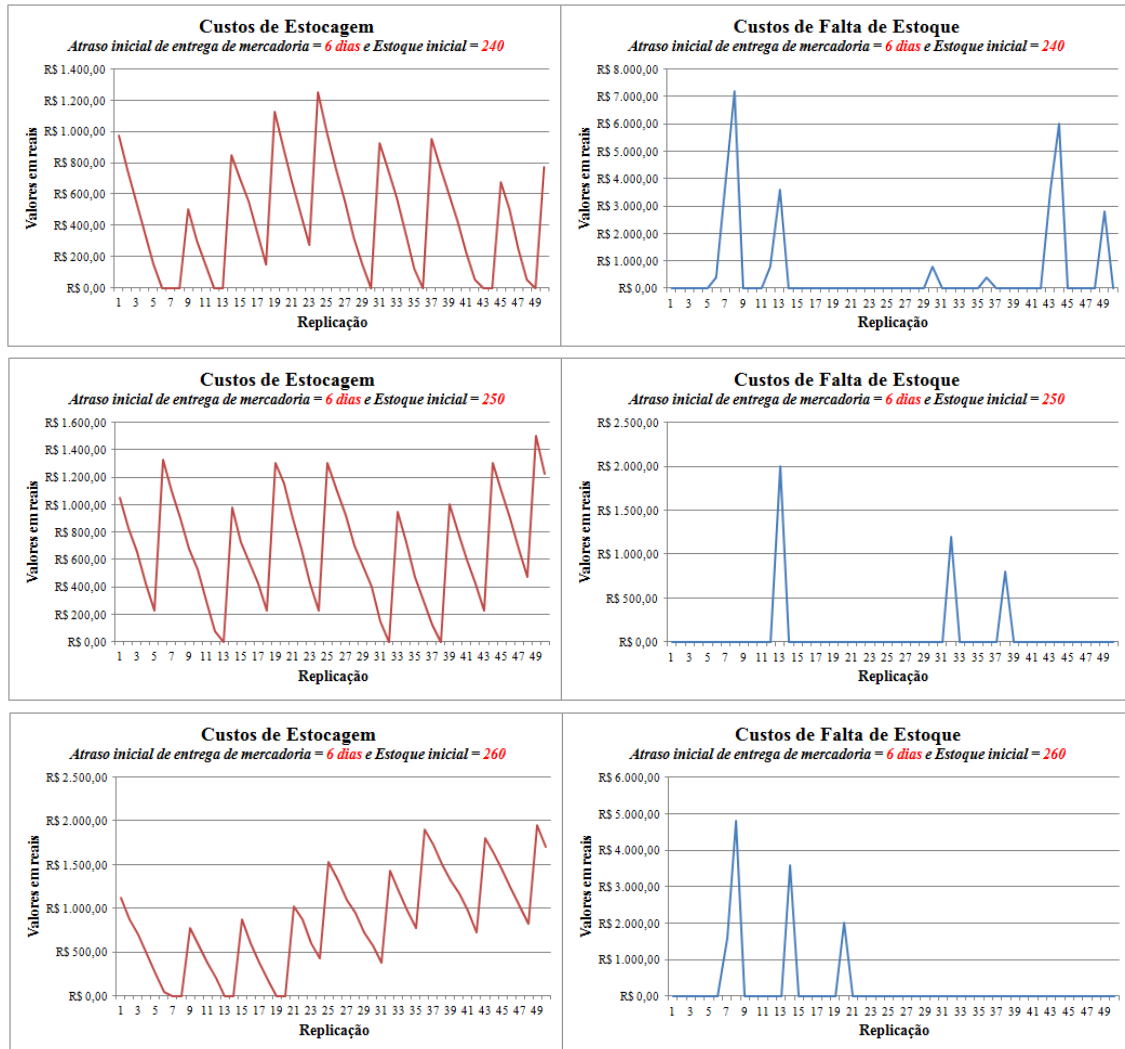 Custos de Estocagem
Atraso inicial de entrega de mercadoria = 6 dias e Estoque inicial = 240
R$ 1.400,00
R$ 1.200,00
R$ 1.000,00
R$ 800,00
R$ 600,00
R$ 400,00
R$ 200,00
R$ 0,00
Valores em reais
1 3 5 7 9 11 13 15 17 19 21 23 25 27 29 31 33 35 37 39 41 43 45 47 49
Replicação
Custos de Falta de Estoque
Atraso inicial de entrega de mercadoria = 6 dias e Estoque inicial = 240
R$ 8.000,00
R$ 7.000,00
R$ 6.000,00
R$ 5.000,00
R$ 4.000,00
R$ 3.000,00
R$ 2.000,00
R$ 1.000,00
R$ 0,00
Valores em reais
1 3 5 7 9 11 13 15 17 19 21 23 25 27 29 31 33 35 37 39 41 43 45 47 49
Replicação
Custos de Estocagem
Atraso inicial de entrega de mercadoria = 6 dias e Estoque inicial = 250
R$ 1.600,00
R$ 1.400,00
R$ 1.200,00
R$ 1.000,00
R$ 800,00
R$ 600,00
R$ 400,00
R$ 200,00
R$ 0,00
Valores em reais
1 3 5 7 9 11 13 15 17 19 21 23 25 27 29 31 33 35 37 39 41 43 45 47 49
Replicação
Custos de Falta de Estoque
Atraso inicial de entrega de mercadoria = 6 dias e Estoque inicial = 250
R$ 2.500,00
R$ 2.000,00
R$ 1.500,00
R$ 1.000,00
R$ 500,00
R$ 0,00
Valores em reais
1 3 5 7 9 11 13 15 17 19 21 23 25 27 29 31 33 35 37 39 41 43 45 47 49
Replicação
Custos de Estocagem
Atraso inicial de entrega de mercadoria = 6 dias e Estoque inicial = 260
R$ 2.500,00
R$ 2.000,00
R$ 1.500,00
R$ 1.000,00
R$ 500,00
R$ 0,00
Valores em reais
1 3 5 7 9 11 13 15 17 19 21 23 25 27 29 31 33 35 37 39 41 43 45 47 49
Replicação
Custos de Falta de Estoque
Atraso inicial de entrega de mercadoria = 6 dias e Estoque inicial = 260
R$ 6.000,00
R$ 5.000,00
R$ 4.000,00
R$ 3.000,00
R$ 2.000,00
R$ 1.000,00
R$ 0,00
Valores em reais
1 3 5 7 9 11 13 15 17 19 21 23 25 27 29 31 33 35 37 39 41 43 45 47 49
Replicação